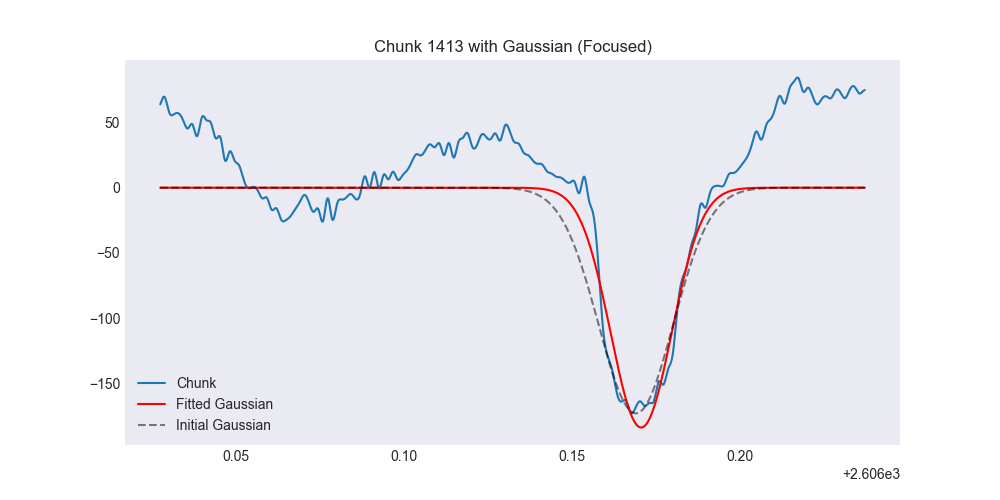 Chunk 1413 with Gaussian (Focused)
50
0
−50
−100
−150
Chunk
Fitted Gaussian
Initial Gaussian
0.05 0.10 0.15 0.20
+2.606e3